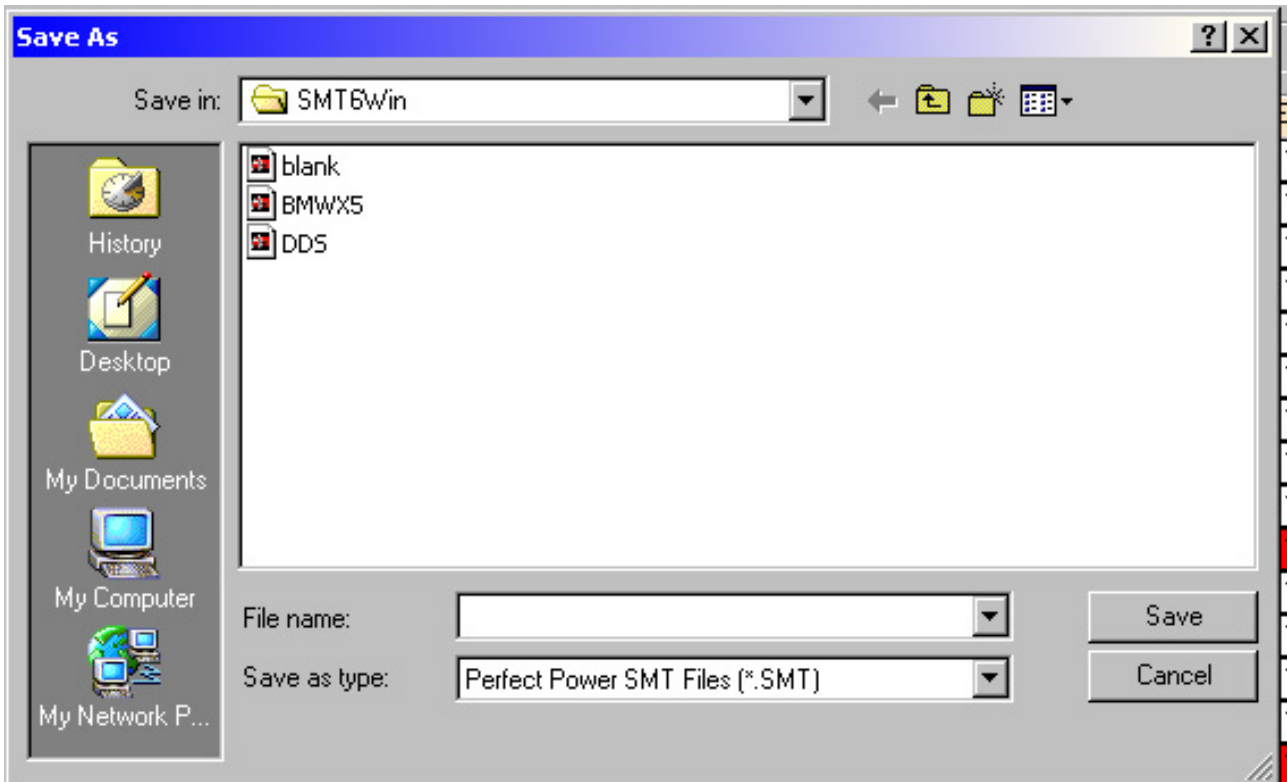 Save As
Save in: SMT6Win
History
Desktop
My Documents
My Computer
My Network P...
blank
BMWX5
DDS
File name:
Save
Save as type: Perfect Power SMT Files (*.SMT)
Cancel